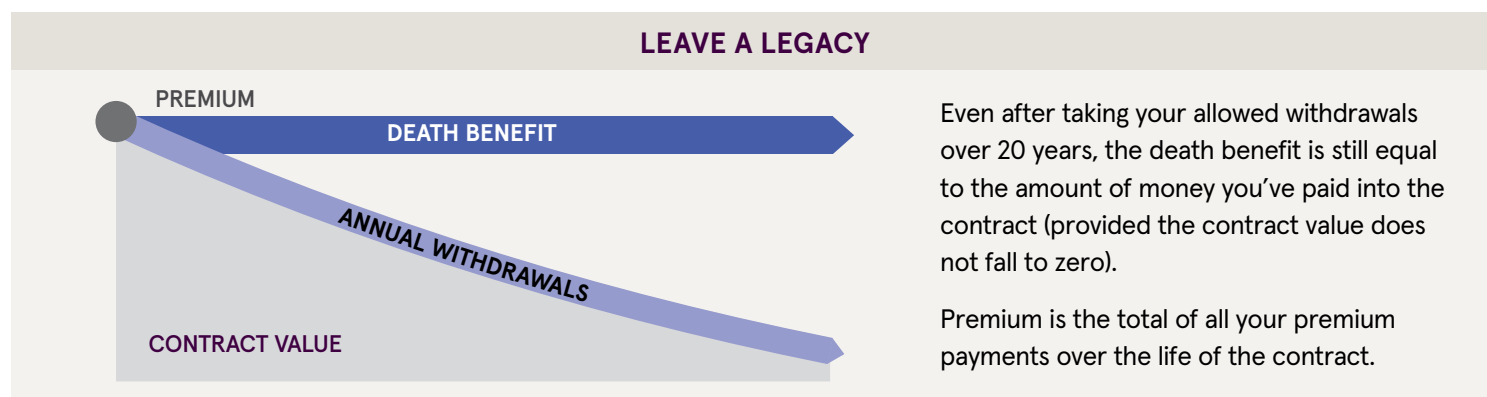 LEAVE A LEGACY
PREMIUM
DEATH BENEFIT
ANNUAL WITHDRAWALS
CONTRACT VALUE
Even after taking your allowed withdrawals
over 20 years, the death benefit is still equal
to the amount of money you’ve paid into the
contract (provided the contract value does
not fall to zero).
Premium is the total of all your premium
payments over the life of the contract.